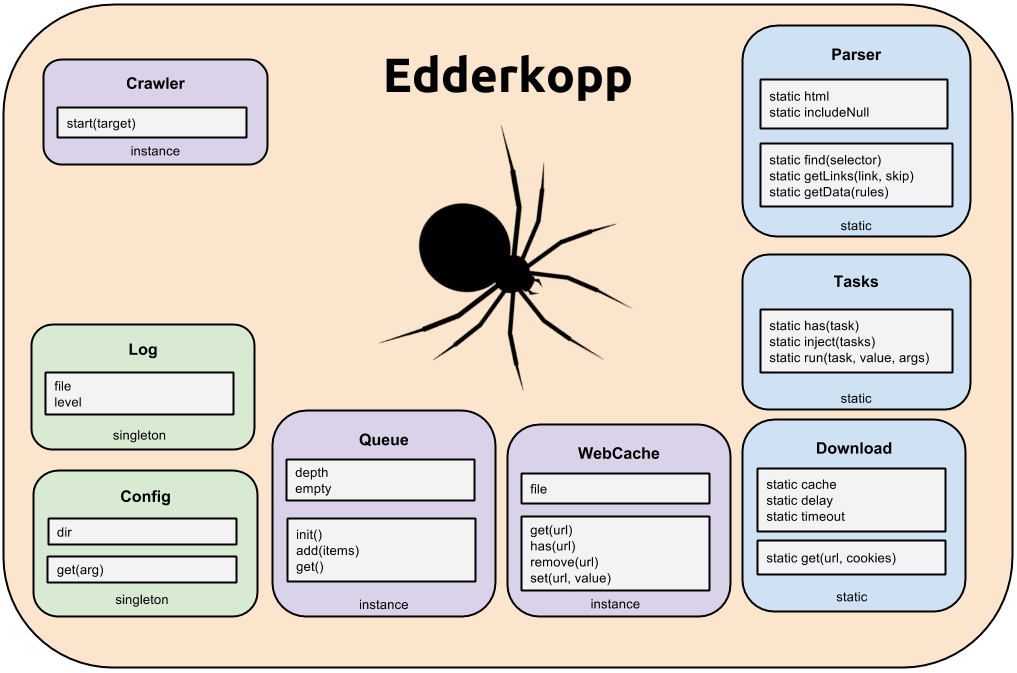 Edderkopp
Crawler
start(target)
instance
Parser
static html
static includeNull
static find(selector)
static getLinks(link, skip)
static getData(rules)
static
Tasks
static has(task)
static inject(tasks)
static run(task, value, args)
static
Log
file
level
singleton
Config
dir
get(arg)
singleton
Queue
depth
empty
init()
add(items)
get()
instance
WebCache
file
get(url)
has(url)
remove(url)
set(url, value)
instance
Download
static cache
static delay
static timeout
static get(url, cookies)
static